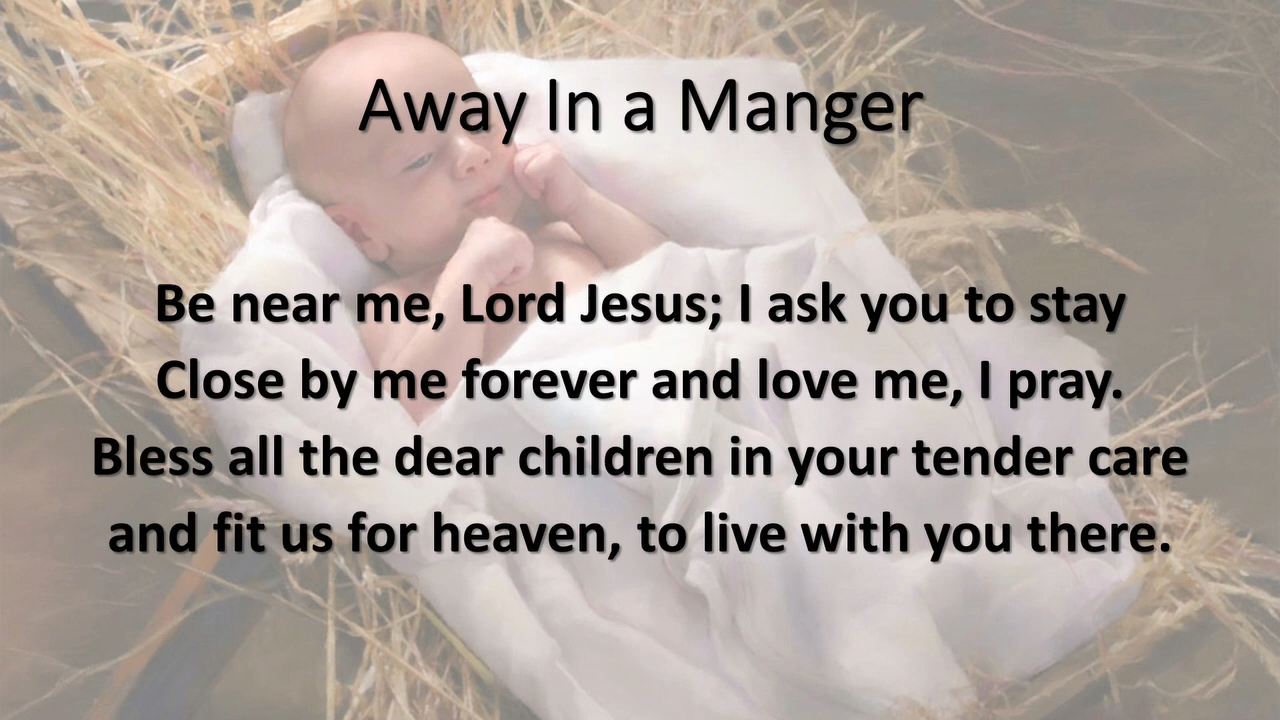 Away In a Manger
Be near me, Lord Jesus; I ask you to stay
Close by me forever and love me, I pray.
Bless all the dear children in your tender care
and fit us for heaven, to live with you there.